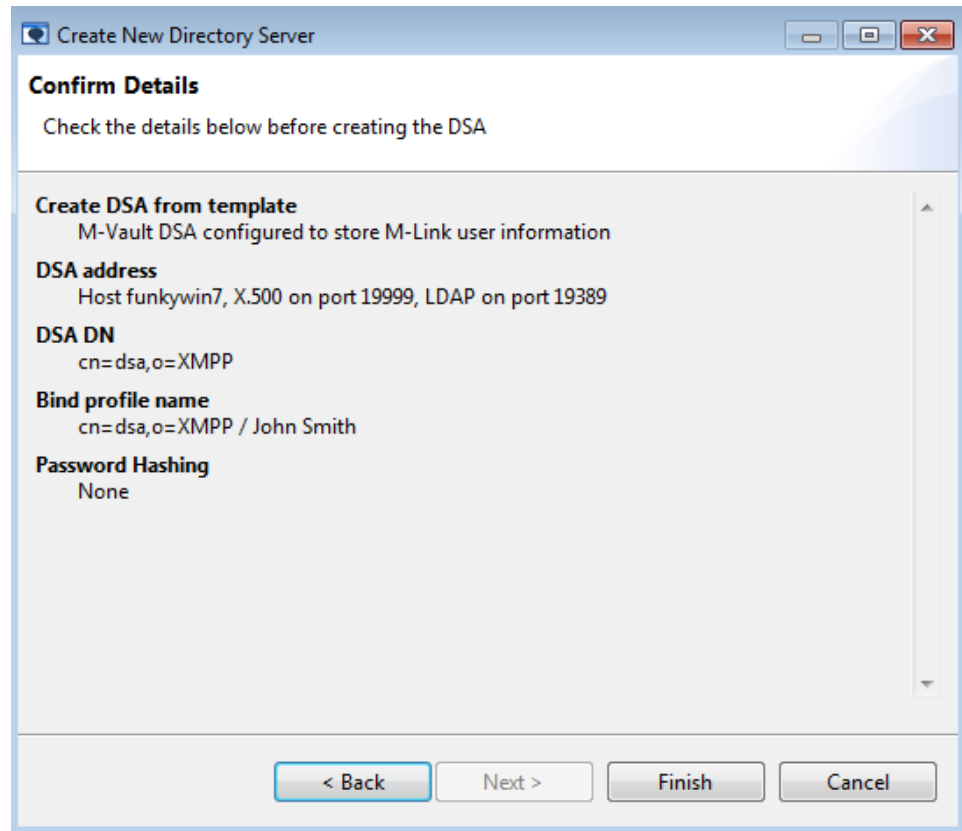 Create New Directory Server
Confirm Details
Check the details below before creating the DSA
Create DSA from template
M-Vault DSA configured to store M-Link user information
DSA address
Host funkywin7, X.500 on port 19999, LDAP on port 19389
DSA DN
cn=dsa,o=XMPP
Bind profile name
cn=dsa,o=XMPP / John Smith
Password Hashing
None
< Back Next > Finish Cancel